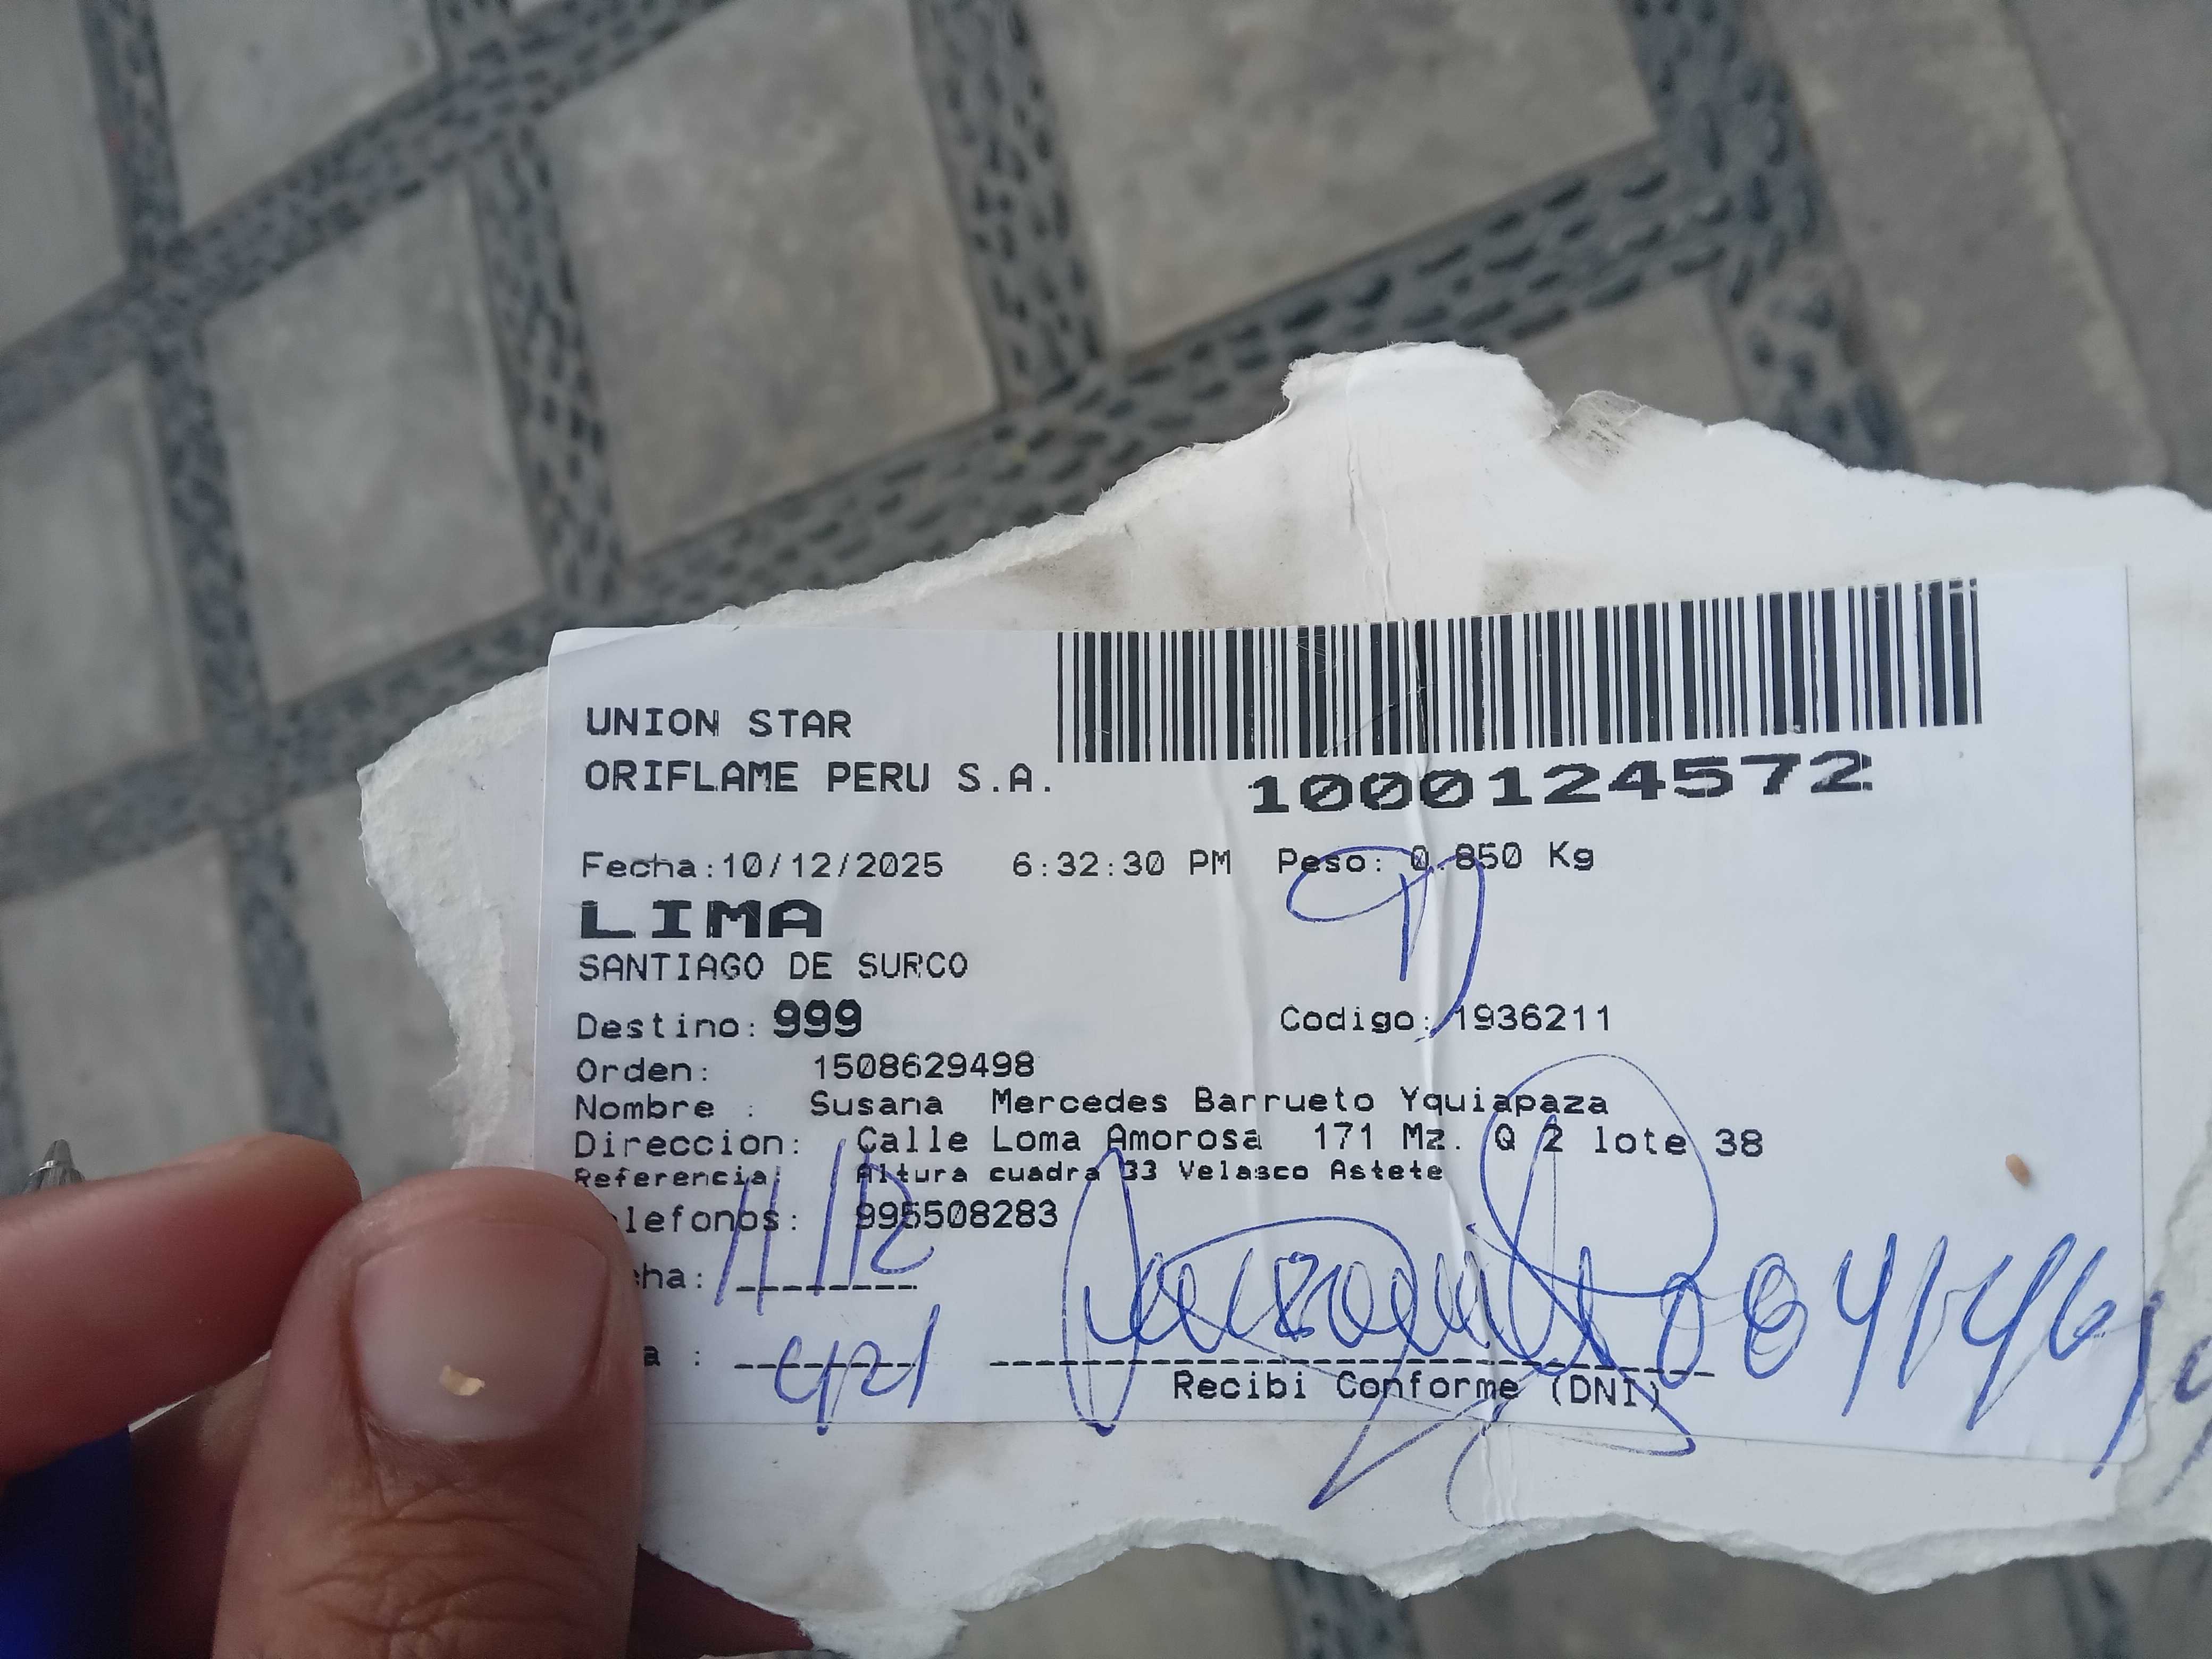 UNION STAR
ORIFLAME PERU S.A.
1000124572
Fecha:10/12/2025 6:32:30 PM Peso: 0.850 Kg
LIMA
SANTIAGO DE SURCO
Destino: 999 Codigo: 1936211
Orden: 1508629498
Nombre : Susana Mercedes Barrueto Yquiapaza
Direccion: Calle Loma Amorosa 171 Mz. Q 2 lote 38
Referencia: Altura cuadra 33 Velasco Astete
lefonos: 995508283
ha: 11/12
a :
Recibi Conforme (DNI)